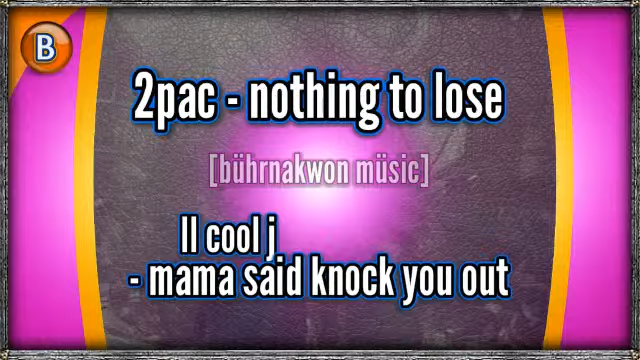 B
2pac - nothing to lose
[bührnakwon müsic]
ll cool j
- mama said knock you out